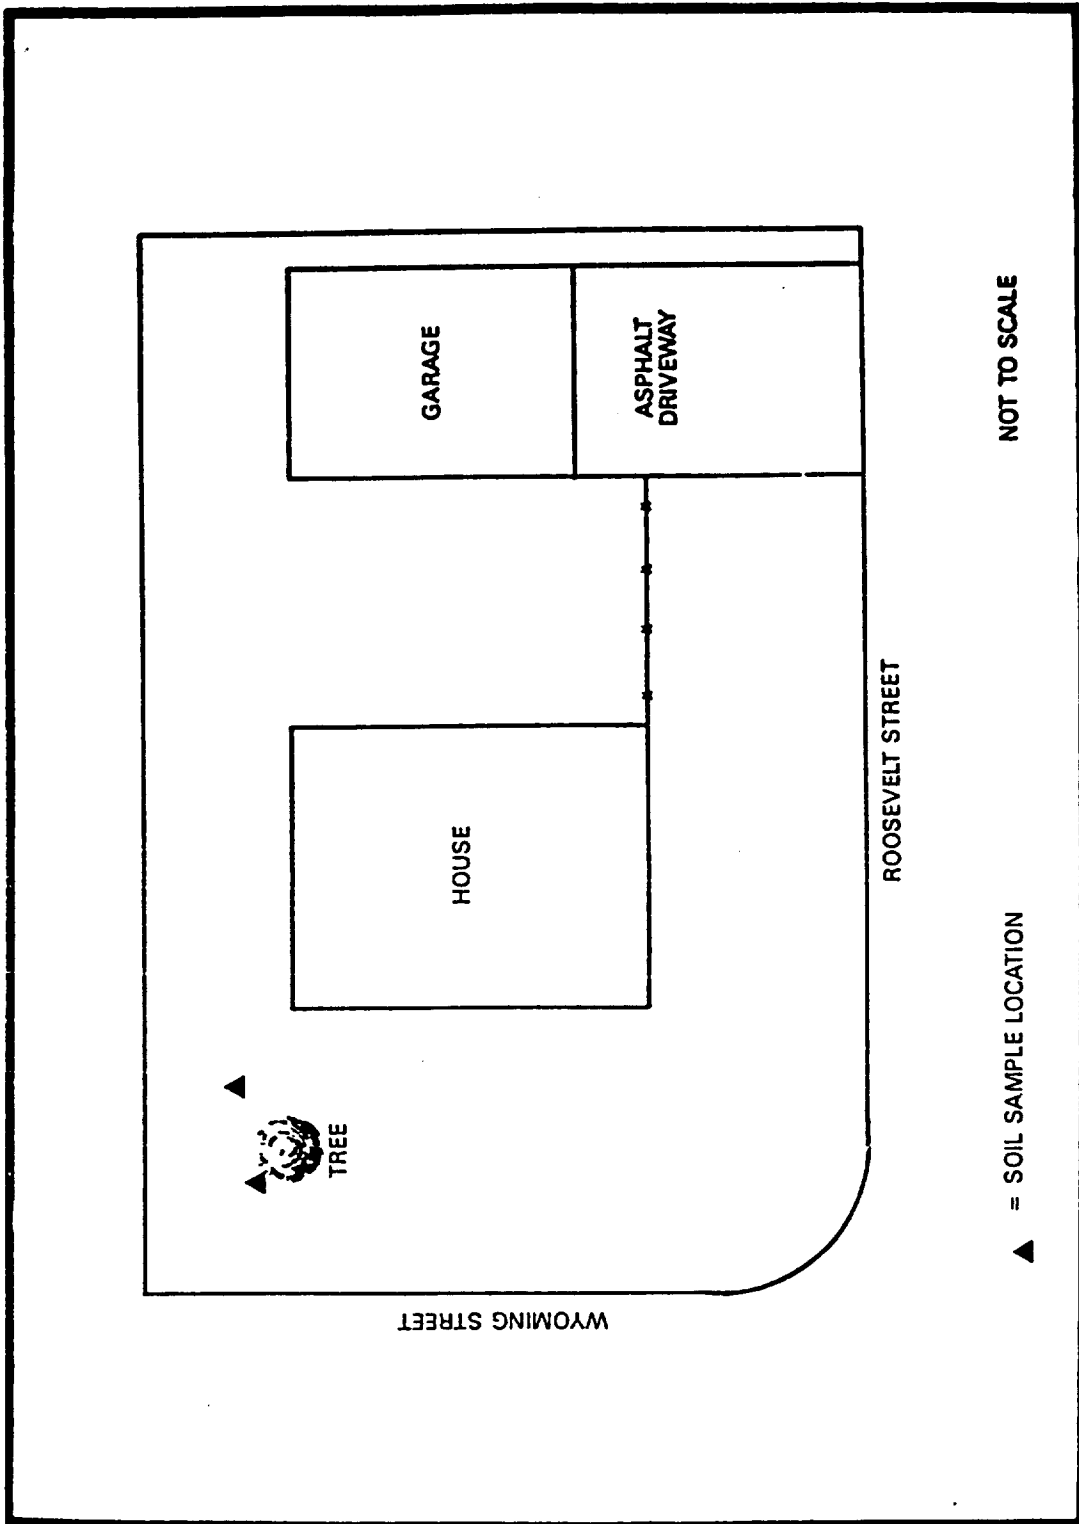 GARAGE
ASPHALT
DRIVEWAY
HOUSE
TREE
WYOMING STREET
ROOSEVELT STREET
▲ = SOIL SAMPLE LOCATION
NOT TO SCALE